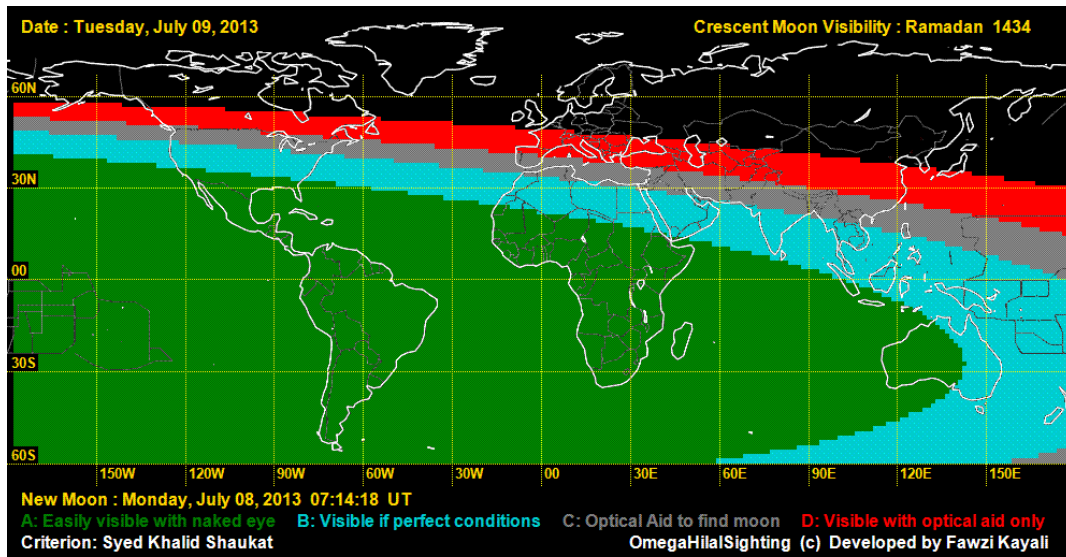 Date : Tuesday, July 09, 2013
Crescent Moon Visibility : Ramadan 1434
60N
30N
00
30S
60S
150W 120W 90W 60W 30W 00 30E 60E 90E 120E 150E
New Moon : Monday, July 08, 2013 07:14:18 UT
A: Easily visible with naked eye B: Visible if perfect conditions C: Optical Aid to find moon D: Visible with optical aid only
Criterion: Syed Khalid Shaukat OmegaHilalSighting (c) Developed by Fawzi Kayali